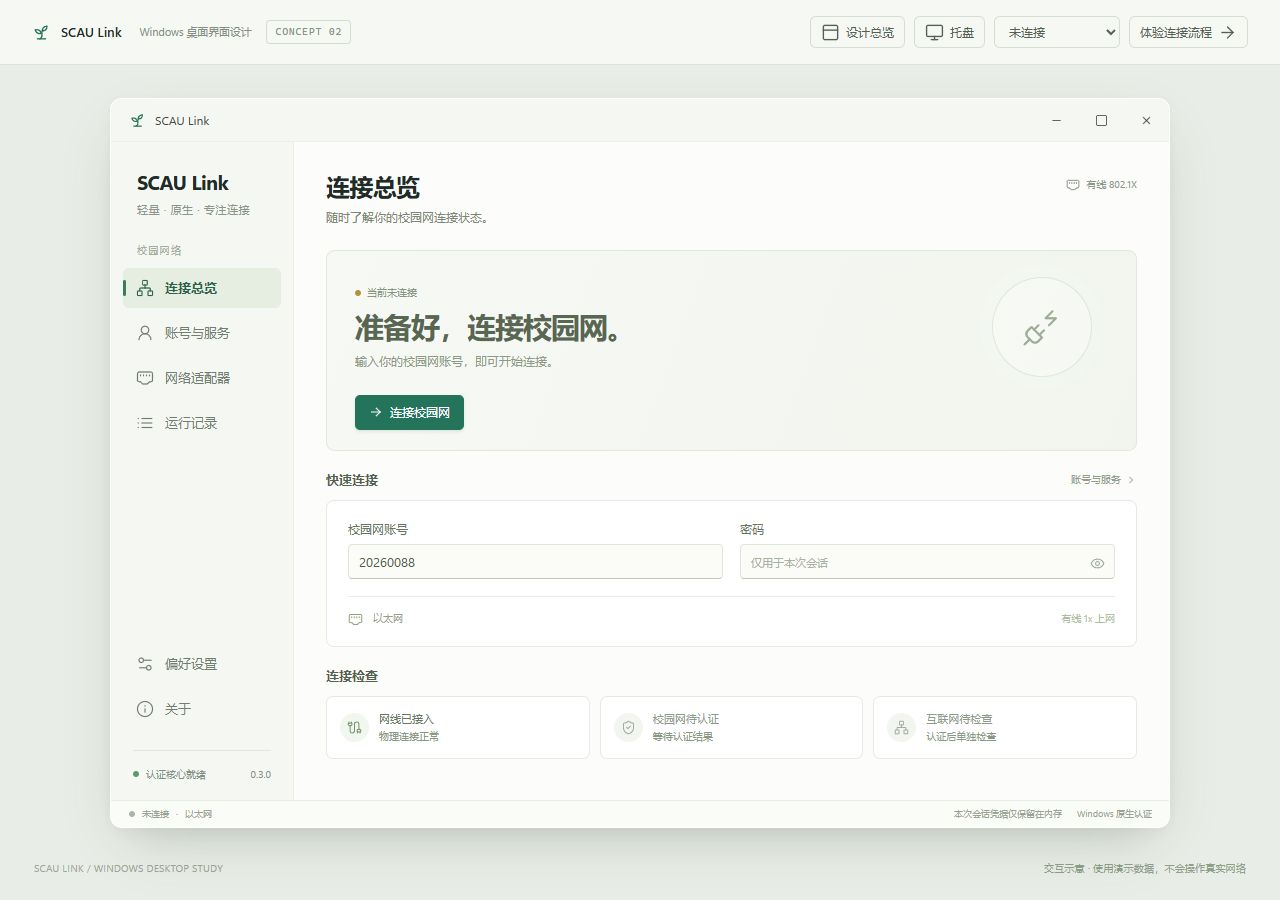 SCAU Link
Windows 桌面界面设计
CONCEPT 02
设计总览
托盘
未连接
体验连接流程
SCAU Link
SCAU Link
轻量 · 原生 · 专注连接
校园网络
连接总览
账号与服务
网络适配器
运行记录
偏好设置
关于
认证核心就绪
0.3.0
连接总览
有线 802.1X
随时了解你的校园网连接状态。
当前未连接
准备好，连接校园网。
输入你的校园网账号，即可开始连接。
连接校园网
快速连接
账号与服务
校园网账号
密码
20260088
仅用于本次会话
以太网
有线 1x 上网
连接检查
网线已接入
物理连接正常
校园网待认证
等待认证结果
互联网待检查
认证后单独检查
未连接 · 以太网
本次会话凭据仅保留在内存
Windows 原生认证
SCAU LINK / WINDOWS DESKTOP STUDY
交互示意 · 使用演示数据，不会操作真实网络